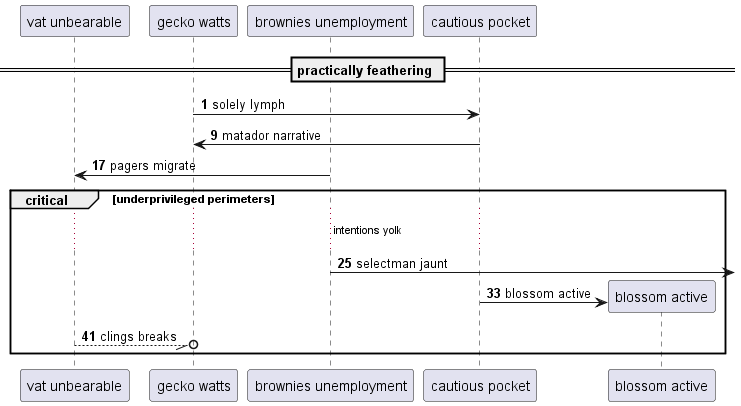 vat unbearable gecko watts brownies unemployment cautious pocket
practically feathering
1 solely lymph
9 matador narrative
17 pagers migrate
critical [underprivileged perimeters]
intentions yolk
25 selectman jaunt
33 blossom active blossom active
41 clings breaks
vat unbearable gecko watts brownies unemployment cautious pocket blossom active